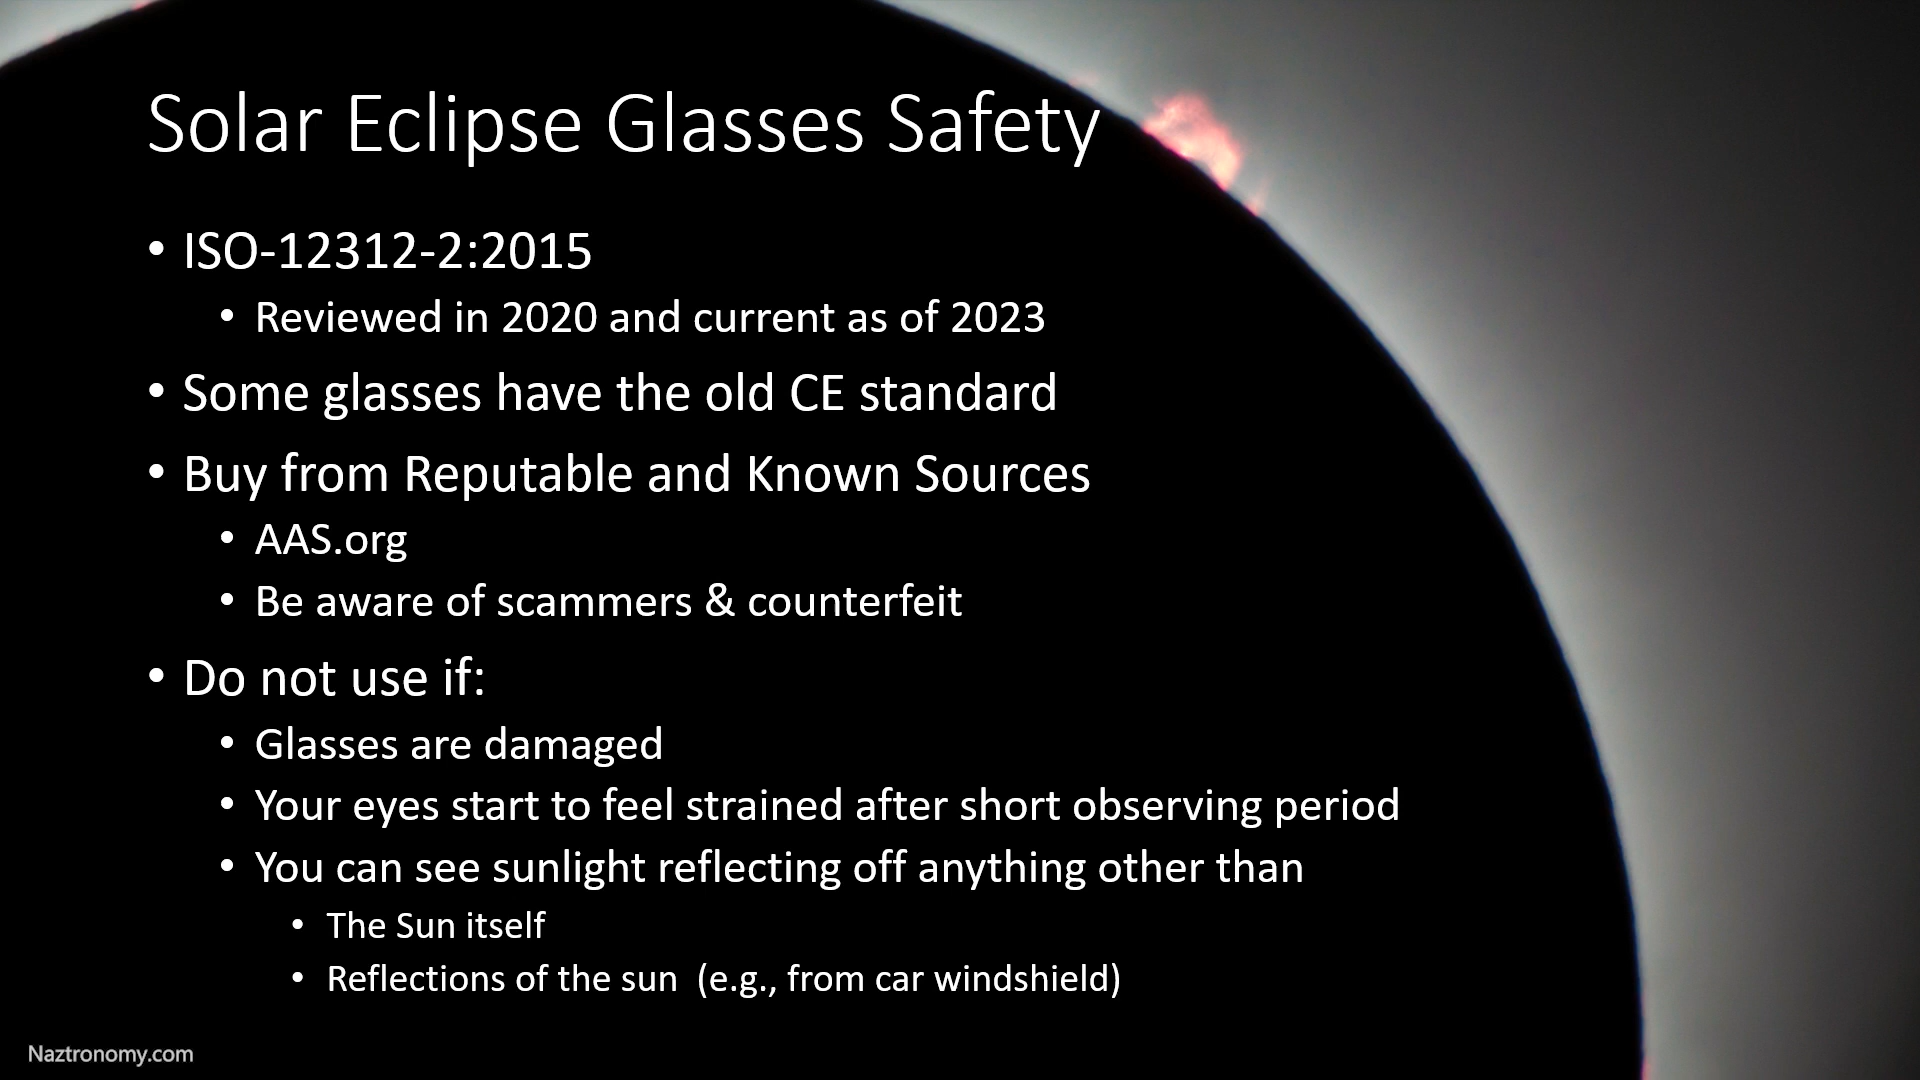 Solar Eclipse Glasses Safety
• ISO-12312-2:2015
• Reviewed in 2020 and current as of 2023
• Some glasses have the old CE standard
• Buy from Reputable and Known Sources
• AAS.org
• Be aware of scammers & counterfeit
• Do not use if:
• Glasses are damaged
• Your eyes start to feel strained after short observing period
• You can see sunlight reflecting off anything other than
• The Sun itself
• Reflections of the sun  (e.g., from car windshield)
Naztronomy.com